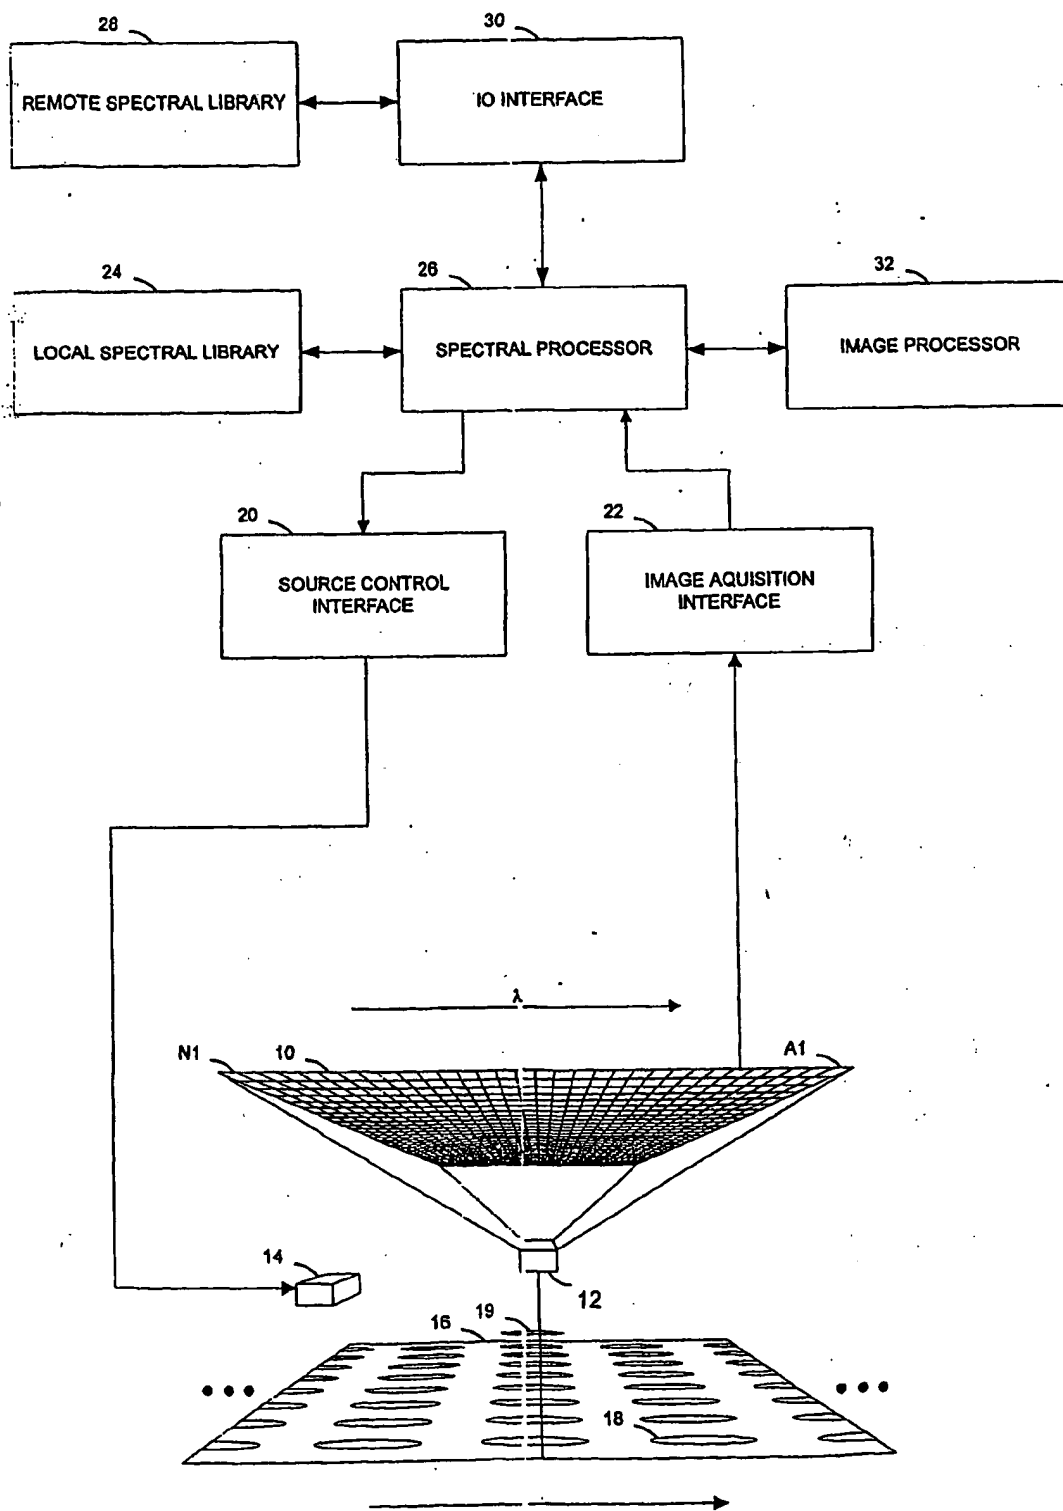 28
30
REMOTE SPECTRAL LIBRARY
IO INTERFACE
24
26
32
LOCAL SPECTRAL LIBRARY
SPECTRAL PROCESSOR
IMAGE PROCESSOR
20
22
SOURCE CONTROL
INTERFACE
IMAGE AQUISITION
INTERFACE
λ
N1
10
A1
14
12
19
16
18